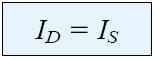 I_D = I_S